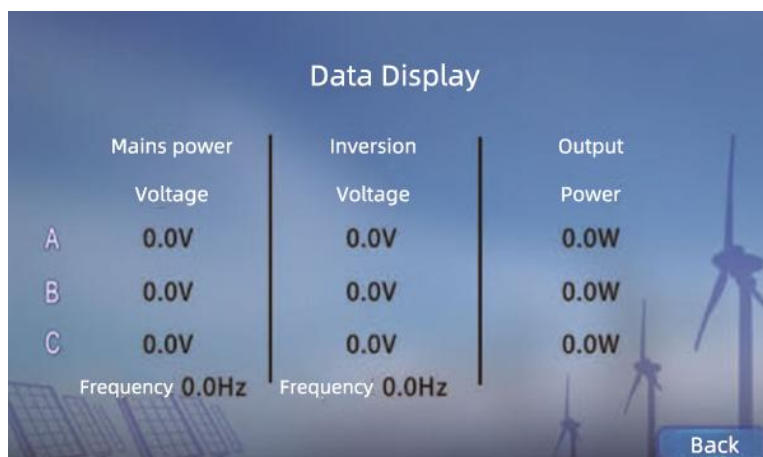 Data Display
Mains power Inversion Output
Voltage Voltage Power
A 0.0V 0.0V 0.0W
B 0.0V 0.0V 0.0W
C 0.0V 0.0V 0.0W
Frequency 0.0Hz Frequency 0.0Hz
Back